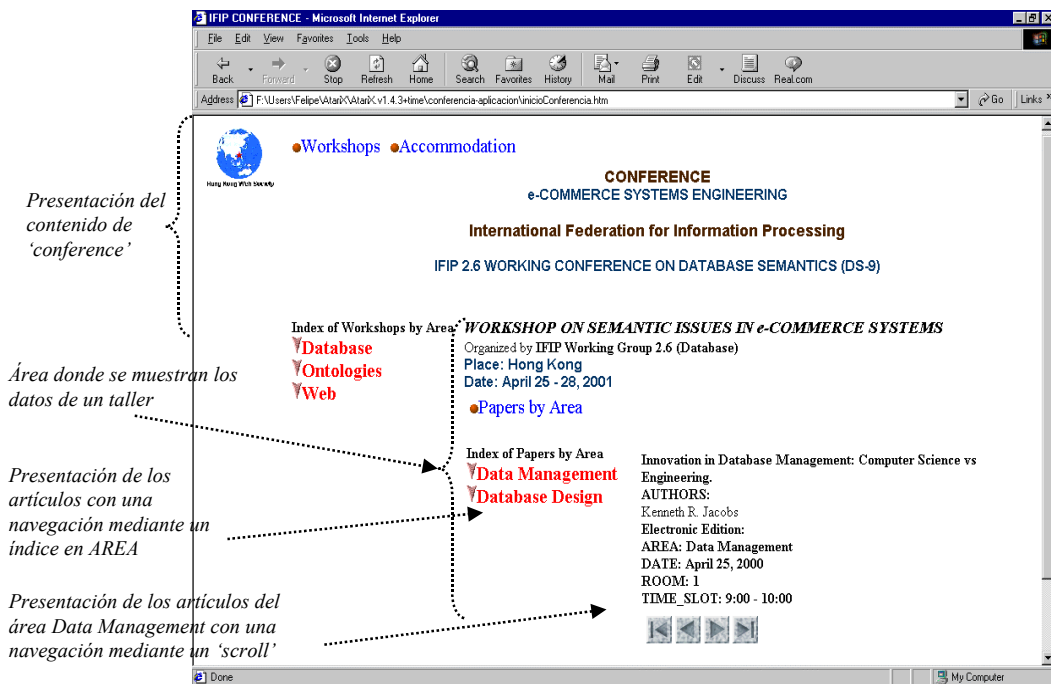 IFIP CONFERENCE - Microsoft Internet Explorer
File Edit View Favorites Tools Help
Back Forward Stop Refresh Home Search Favorites History Mail Print Edit Discuss Real.com
Address F:\Users\Felipe\AtariX\AtariX.v1.4.3+time\conferencia-aplicacion\inicioConferencia.htm Go Links
Hong Kong Web Society
Workshops Accommodation
CONFERENCE
e-COMMERCE SYSTEMS ENGINEERING
International Federation for Information Processing
IFIP 2.6 WORKING CONFERENCE ON DATABASE SEMANTICS (DS-9)
Presentación del
contenido de
‘conference’
Index of Workshops by Area
Database
Ontologies
Web
WORKSHOP ON SEMANTIC ISSUES IN e-COMMERCE SYSTEMS
Organized by IFIP Working Group 2.6 (Database)
Place: Hong Kong
Date: April 25 - 28, 2001
Papers by Area
Área donde se muestran los
datos de un taller
Index of Papers by Area
Data Management
Database Design
Innovation in Database Management: Computer Science vs
Engineering.
AUTHORS:
Kenneth R. Jacobs
Electronic Edition:
AREA: Data Management
DATE: April 25, 2000
ROOM: 1
TIME_SLOT: 9:00 - 10:00
Presentación de los
artículos con una
navegación mediante un
índice en AREA
Presentación de los artículos del
área Data Management con una
navegación mediante un ‘scroll’
Done My Computer